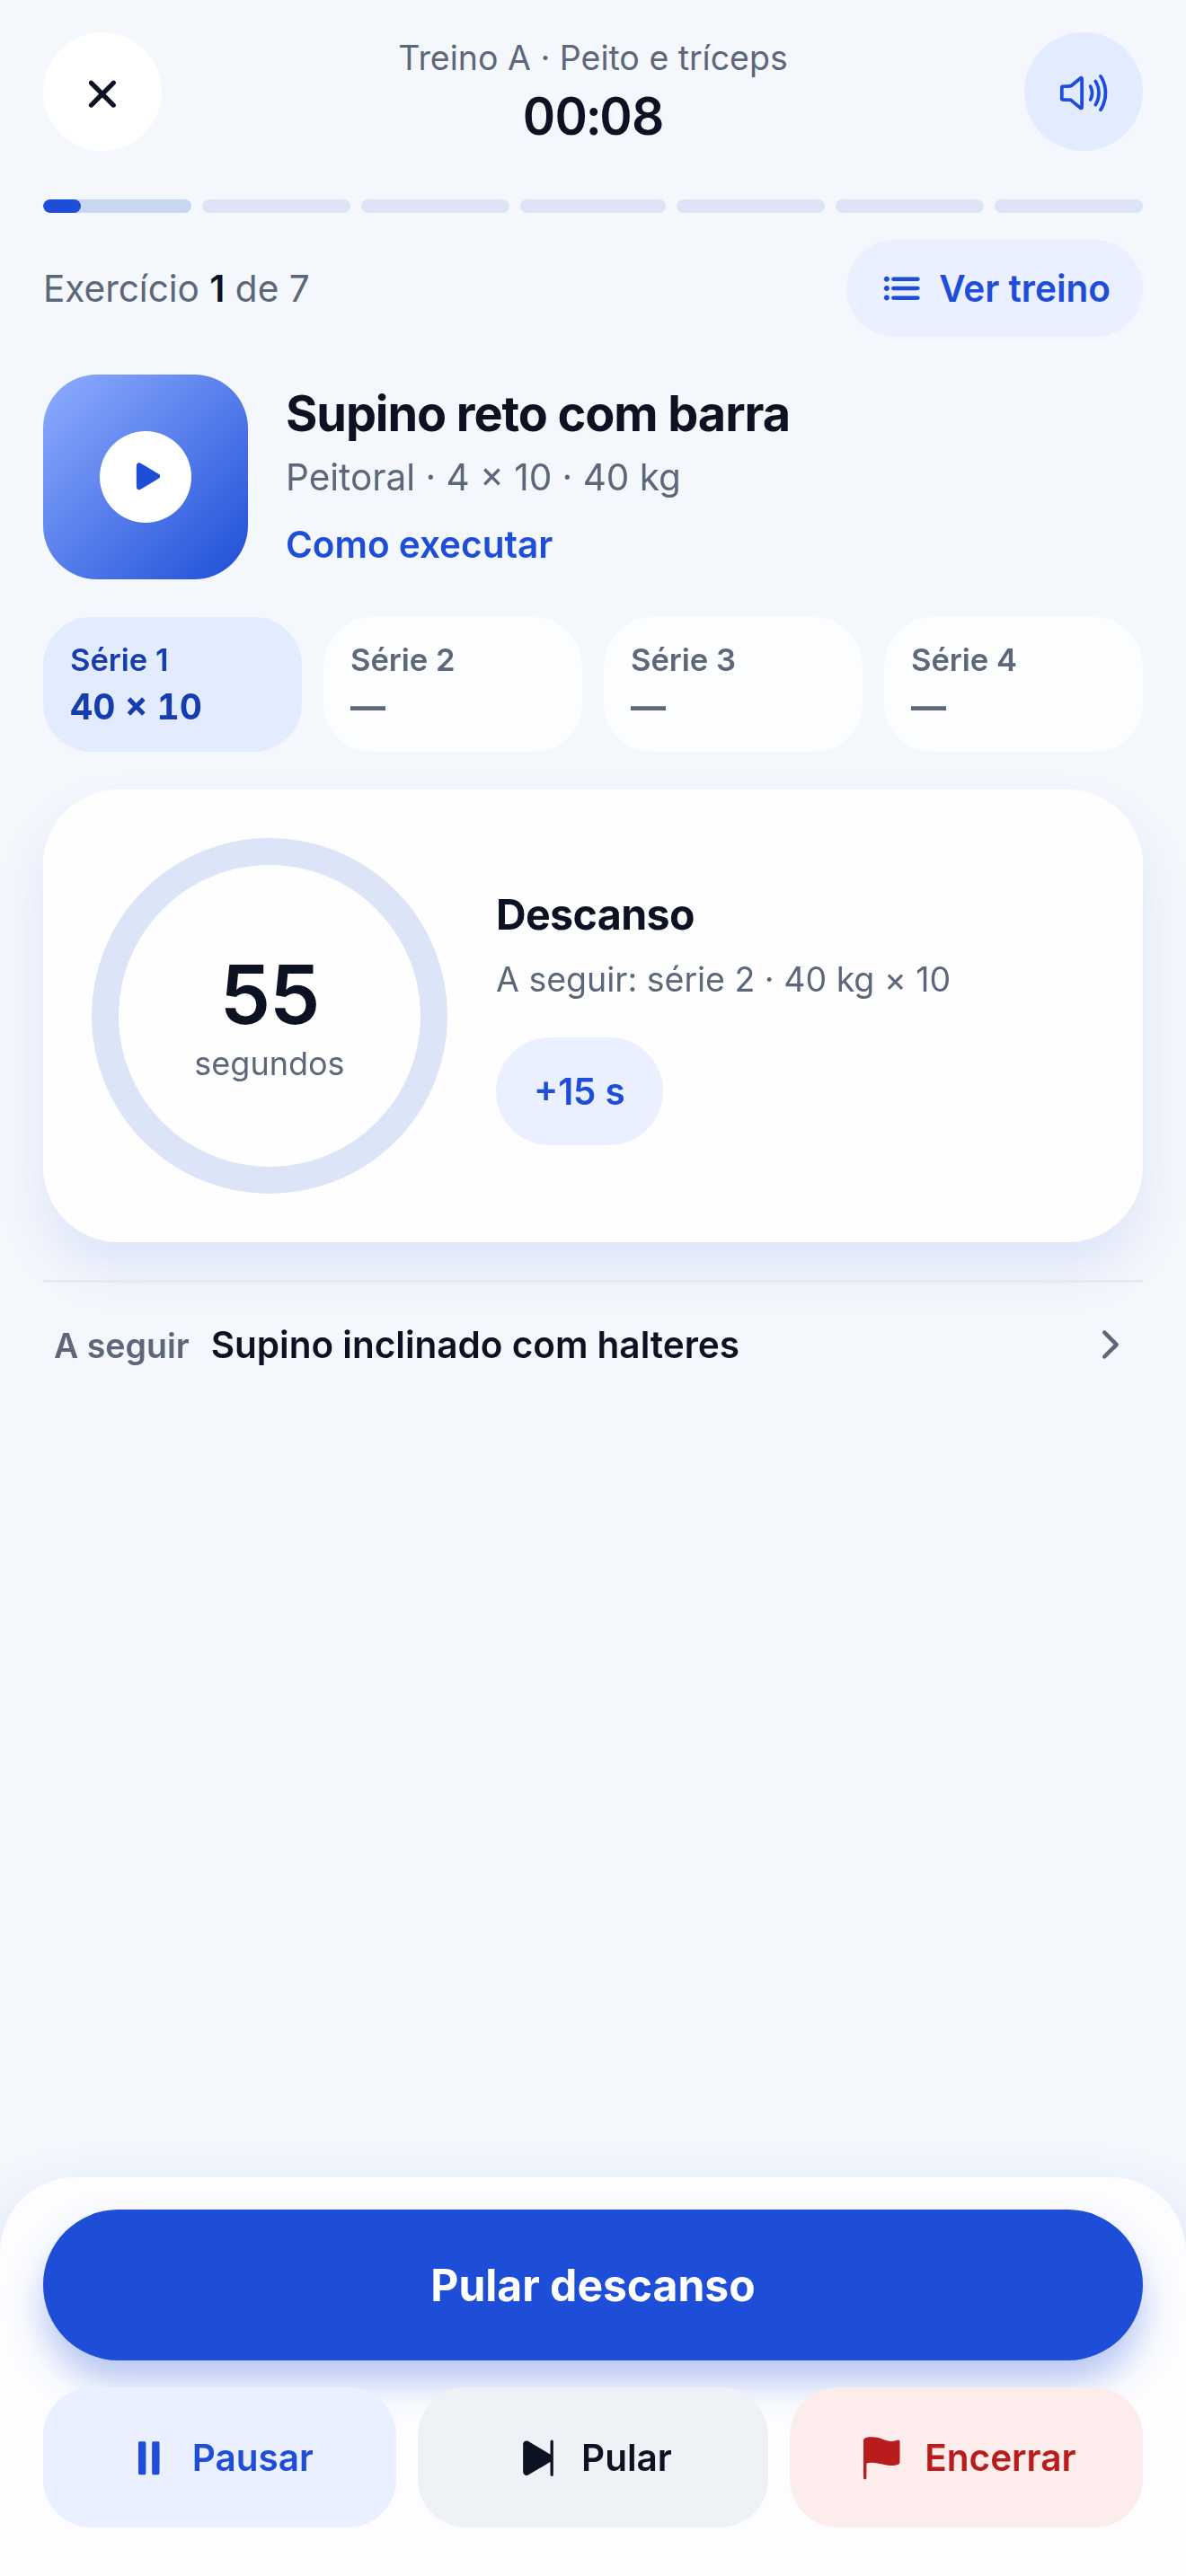 Treino A · Peito e tríceps
00:08
Exercício 1 de 7
Ver treino
Supino reto com barra
Peitoral · 4 × 10 · 40 kg
Como executar
Série 1
40 × 10
Série 2
—
Série 3
—
Série 4
—
55
segundos
Descanso
A seguir: série 2 · 40 kg × 10
+15 s
A seguir Supino inclinado com halteres
Pular descanso
Pausar
Pular
Encerrar